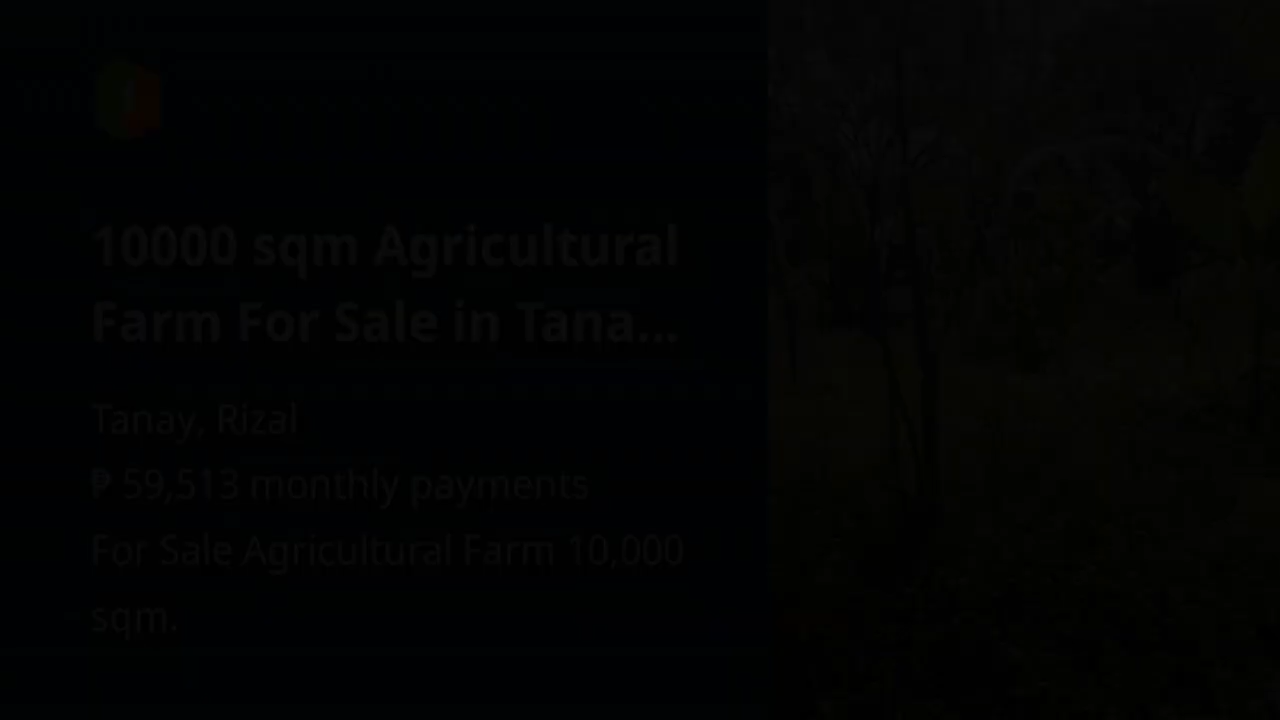 10000 sqm Agricultural
Farm For Sale in Tana...
Tanay, Rizal
₱ 59,513 monthly payments
For Sale Agricultural Farm 10,000
sqm.